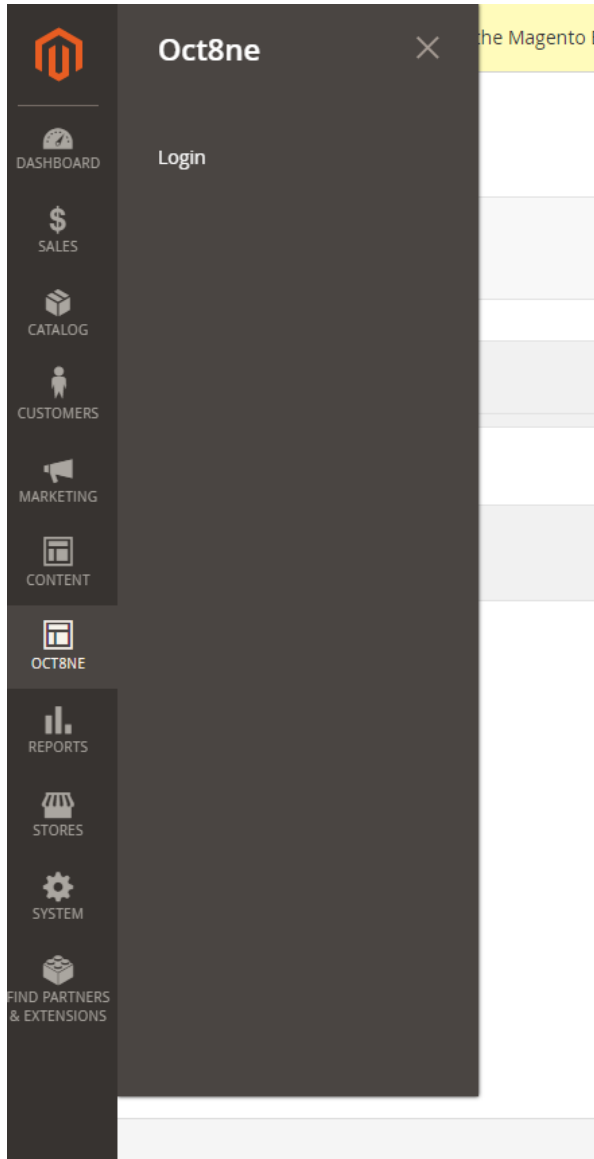 Oct8ne
the Magento
Login
DASHBOARD
SALES
CATALOG
CUSTOMERS
MARKETING
CONTENT
OCT8NE
REPORTS
STORES
SYSTEM
FIND PARTNERS
& EXTENSIONS